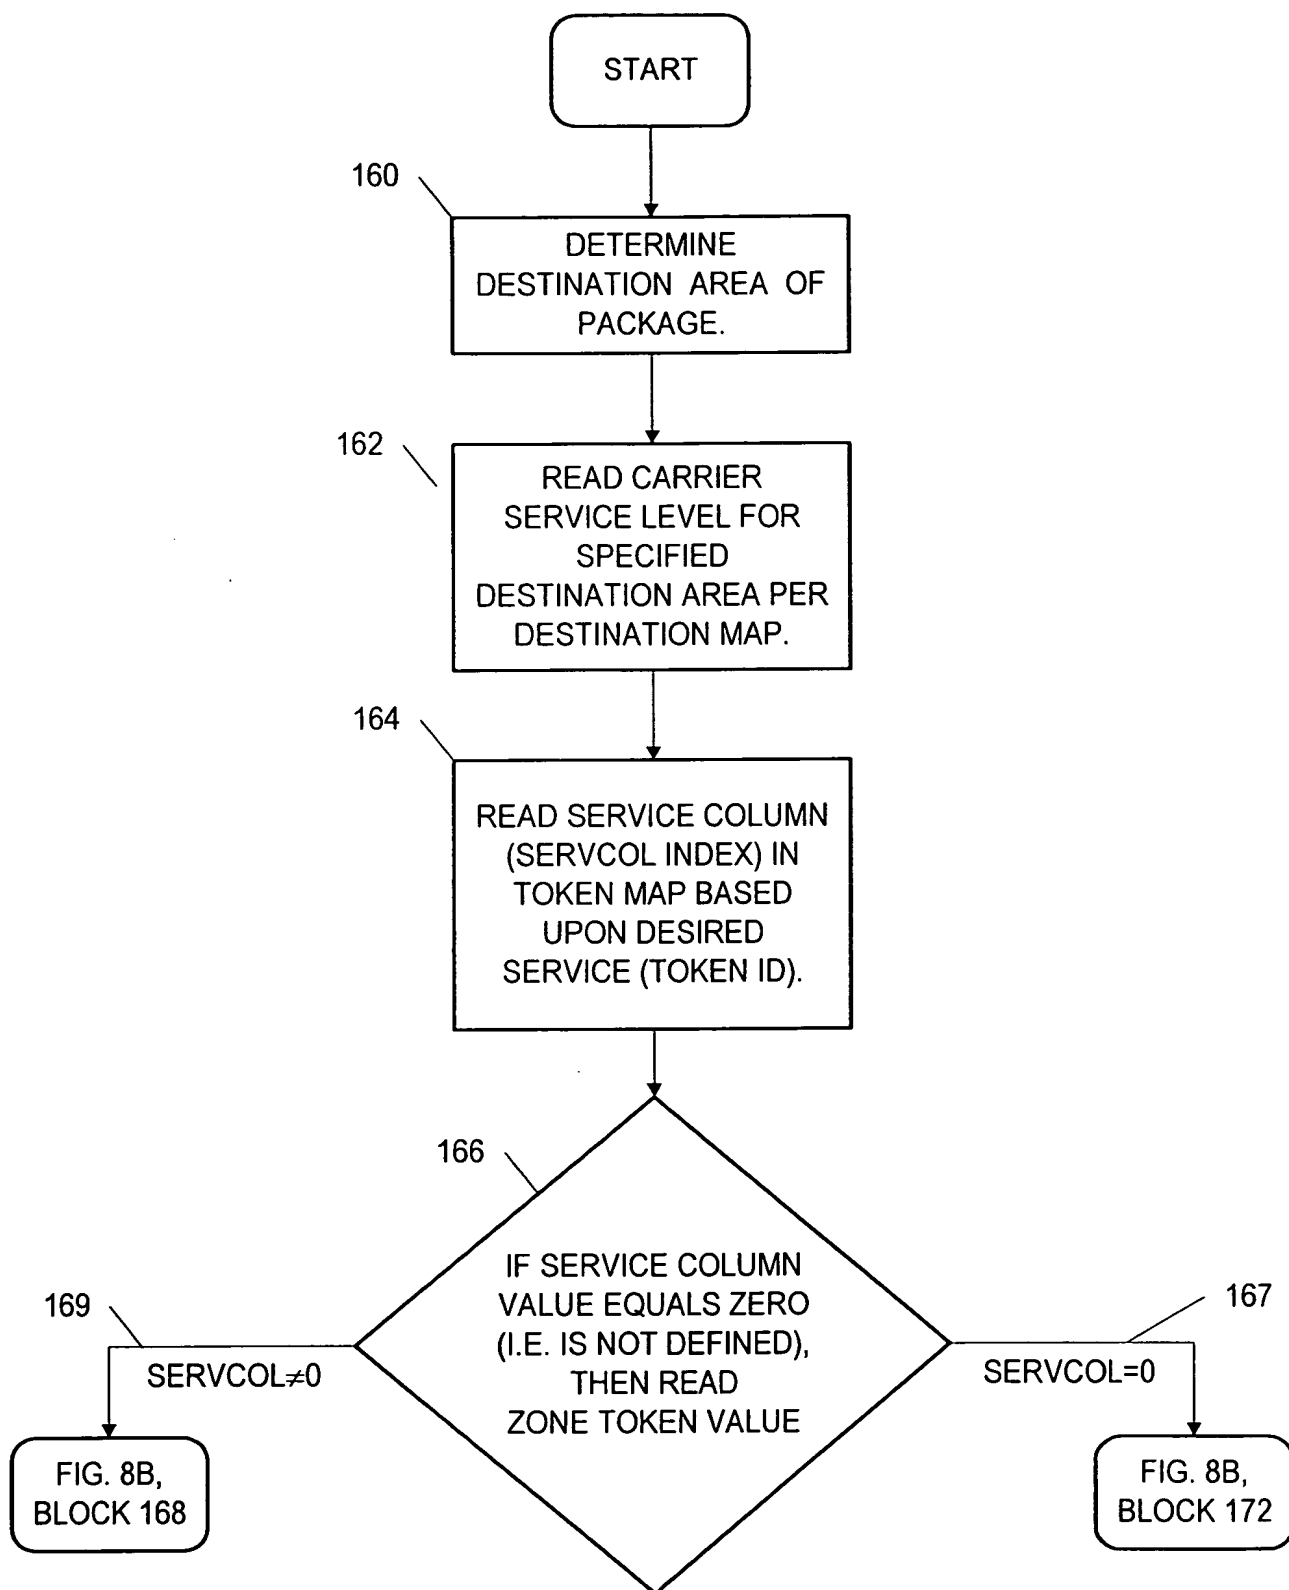 START
160
DETERMINE
DESTINATION AREA OF
PACKAGE.
162
READ CARRIER
SERVICE LEVEL FOR
SPECIFIED
DESTINATION AREA PER
DESTINATION MAP.
164
READ SERVICE COLUMN
(SERVCOL INDEX) IN
TOKEN MAP BASED
UPON DESIRED
SERVICE (TOKEN ID).
166
IF SERVICE COLUMN
VALUE EQUALS ZERO
(I.E. IS NOT DEFINED),
THEN READ
ZONE TOKEN VALUE
169
SERVCOL≠0
167
SERVCOL=0
FIG. 8B,
BLOCK 168
FIG. 8B,
BLOCK 172